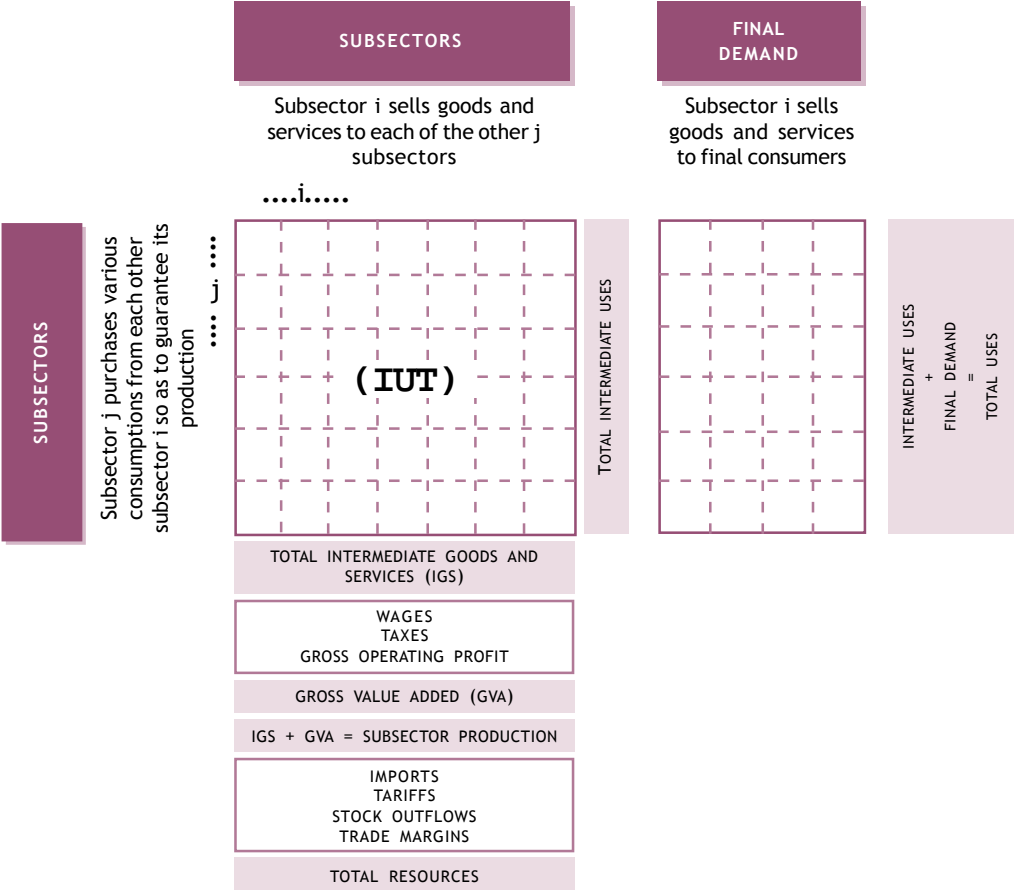 SUBSECTORS
FINAL
DEMAND
Subsector i sells goods and
services to each of the other j
subsectors
Subsector i sells
goods and services
to final consumers
....i.....
SUBSECTORS
Subsector j purchases various
consumptions from each other
subsector i so as to guarantee its
production
.... j. ....
(IUT)
TOTAL INTERMEDIATE USES
INTERMEDIATE USES
+
FINAL DEMAND
=
TOTAL USES
TOTAL INTERMEDIATE GOODS AND
SERVICES (IGS)
WAGES
TAXES
GROSS OPERATING PROFIT
GROSS VALUE ADDED (GVA)
IGS + GVA = SUBSECTOR PRODUCTION
IMPORTS
TARIFFS
STOCK OUTFLOWS
TRADE MARGINS
TOTAL RESOURCES